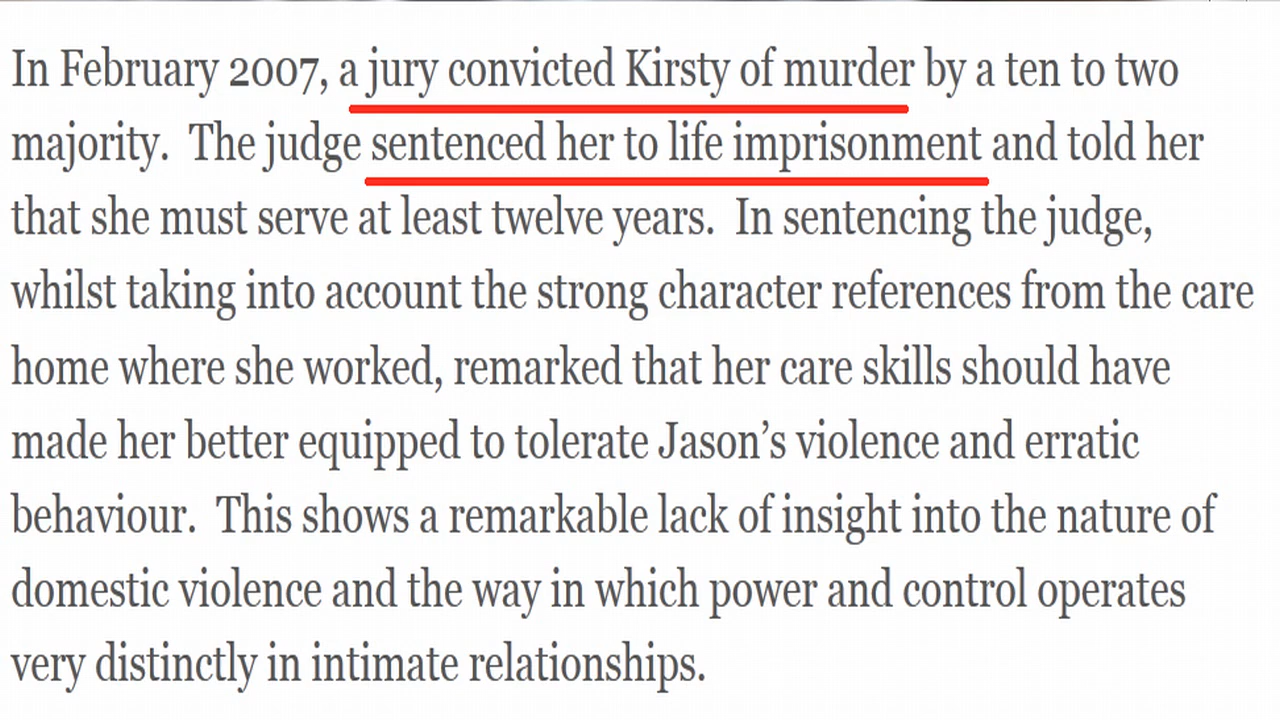 In February 2007, a jury convicted Kirsty of murder by a ten to two
majority.  The judge sentenced her to life imprisonment and told her
that she must serve at least twelve years.  In sentencing the judge,
whilst taking into account the strong character references from the care
home where she worked, remarked that her care skills should have
made her better equipped to tolerate Jason’s violence and erratic
behaviour.  This shows a remarkable lack of insight into the nature of
domestic violence and the way in which power and control operates
very distinctly in intimate relationships.